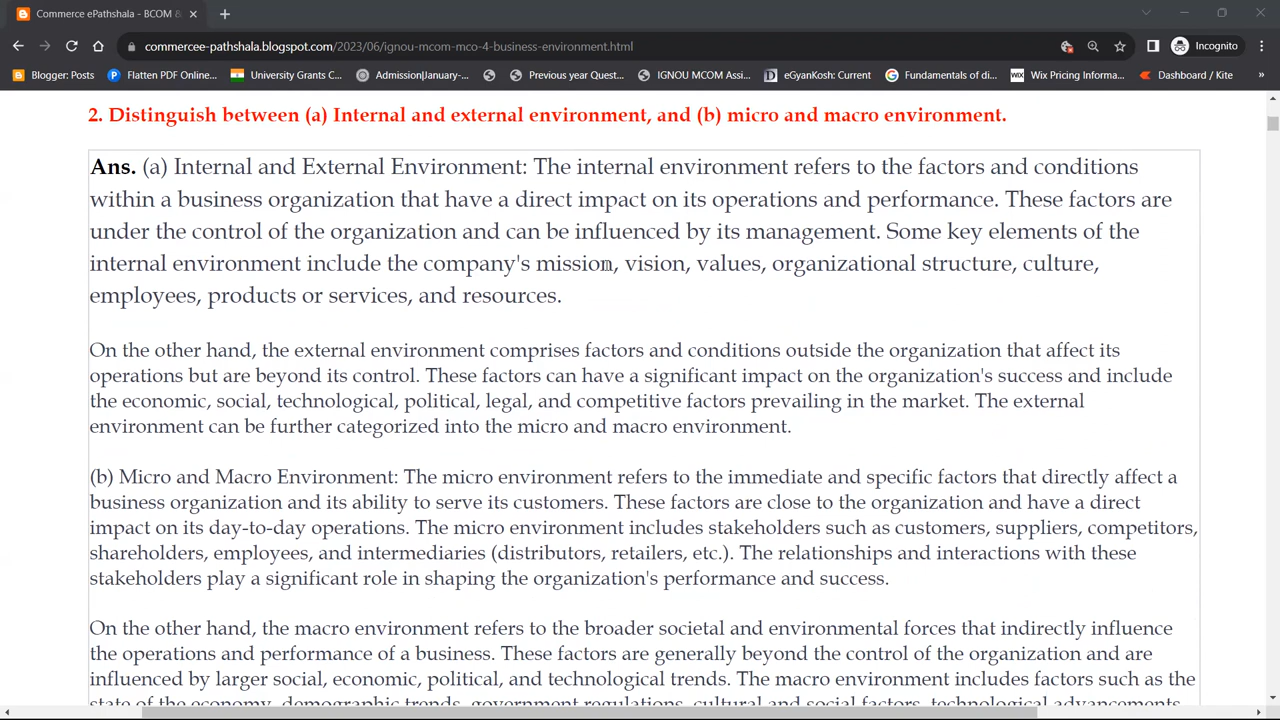 Commerce ePathshala - BCOM &
commercee-pathshala.blogspot.com/2023/06/ignou-mcom-mco-4-business-environment.html
Incognito
Blogger: Posts Flatten PDF Online... University Grants C... Admission|January-... Previous year Quest... IGNOU MCOM Assi... eGyanKosh: Current Fundamentals of di... Wix Pricing Informa... Dashboard / Kite »
2. Distinguish between (a) Internal and external environment, and (b) micro and macro environment.
Ans. (a) Internal and External Environment: The internal environment refers to the factors and conditions
within a business organization that have a direct impact on its operations and performance. These factors are
under the control of the organization and can be influenced by its management. Some key elements of the
internal environment include the company's mission, vision, values, organizational structure, culture,
employees, products or services, and resources.
On the other hand, the external environment comprises factors and conditions outside the organization that affect its
operations but are beyond its control. These factors can have a significant impact on the organization's success and include
the economic, social, technological, political, legal, and competitive factors prevailing in the market. The external
environment can be further categorized into the micro and macro environment.
(b) Micro and Macro Environment: The micro environment refers to the immediate and specific factors that directly affect a
business organization and its ability to serve its customers. These factors are close to the organization and have a direct
impact on its day-to-day operations. The micro environment includes stakeholders such as customers, suppliers, competitors,
shareholders, employees, and intermediaries (distributors, retailers, etc.). The relationships and interactions with these
stakeholders play a significant role in shaping the organization's performance and success.
On the other hand, the macro environment refers to the broader societal and environmental forces that indirectly influence
the operations and performance of a business. These factors are generally beyond the control of the organization and are
influenced by larger social, economic, political, and technological trends. The macro environment includes factors such as the
state of the economy, demographic trends, government regulations, cultural and social factors, technological advancements,